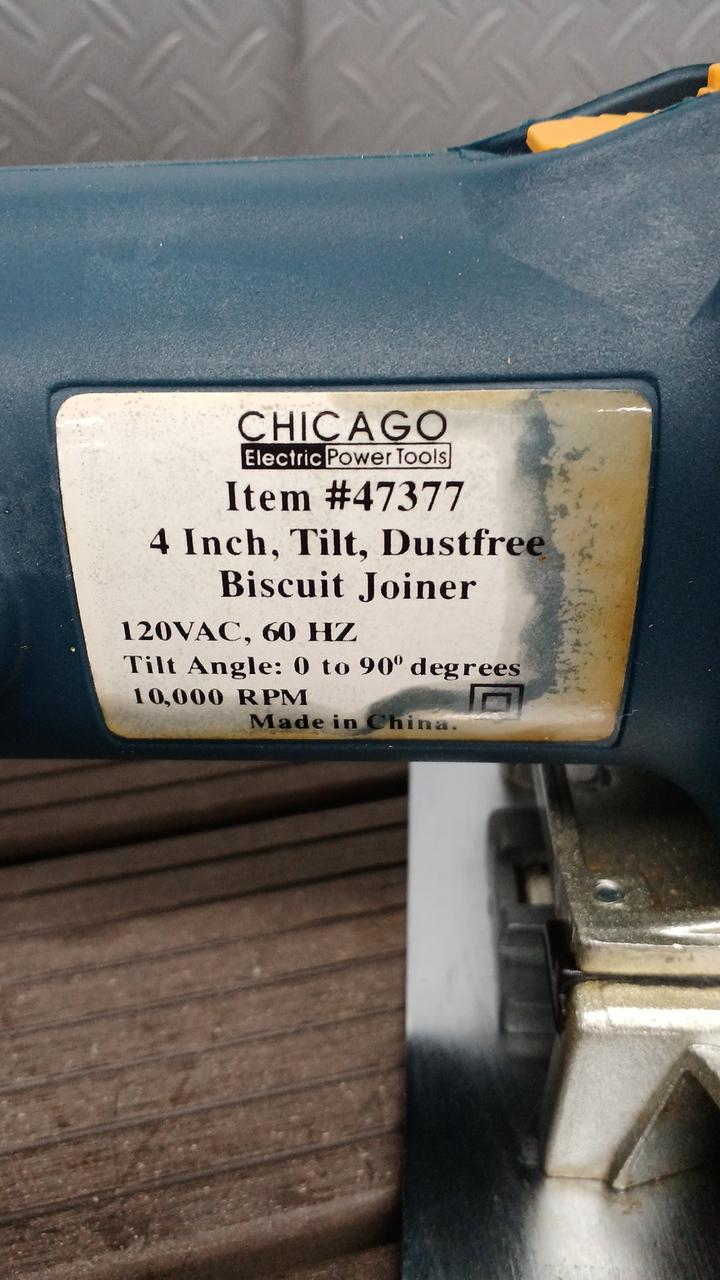 CHICAGO
Electric Power Tools
Item #47377
4 Inch, Tilt, Dustfree
Biscuit Joiner
120VAC, 60 HZ
Tilt Angle: 0 to 90⁰ degrees
10,000 RPM
Made in China.